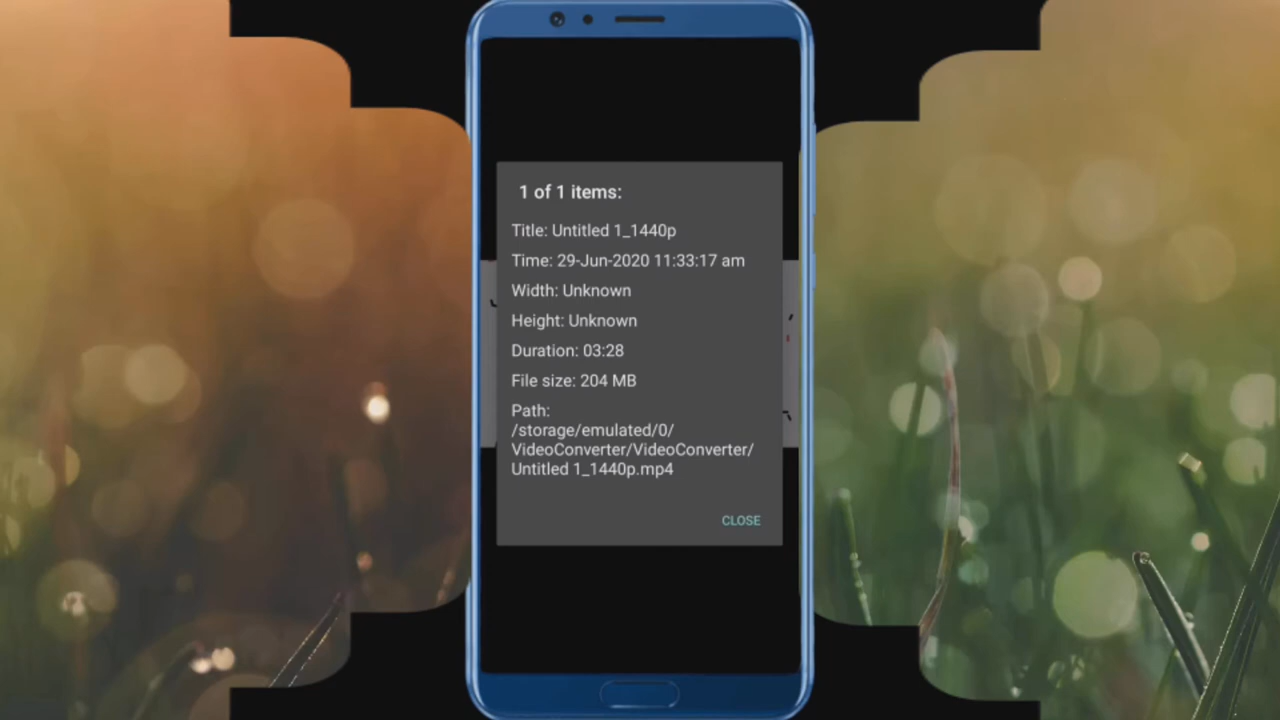 1 of 1 items:
Title: Untitled 1_1440p
Time: 29-Jun-2020 11:33:17 am
Width: Unknown
Height: Unknown
Duration: 03:28
File size: 204 MB
Path:
/storage/emulated/0/
VideoConverter/VideoConverter/
Untitled 1_1440p.mp4
CLOSE